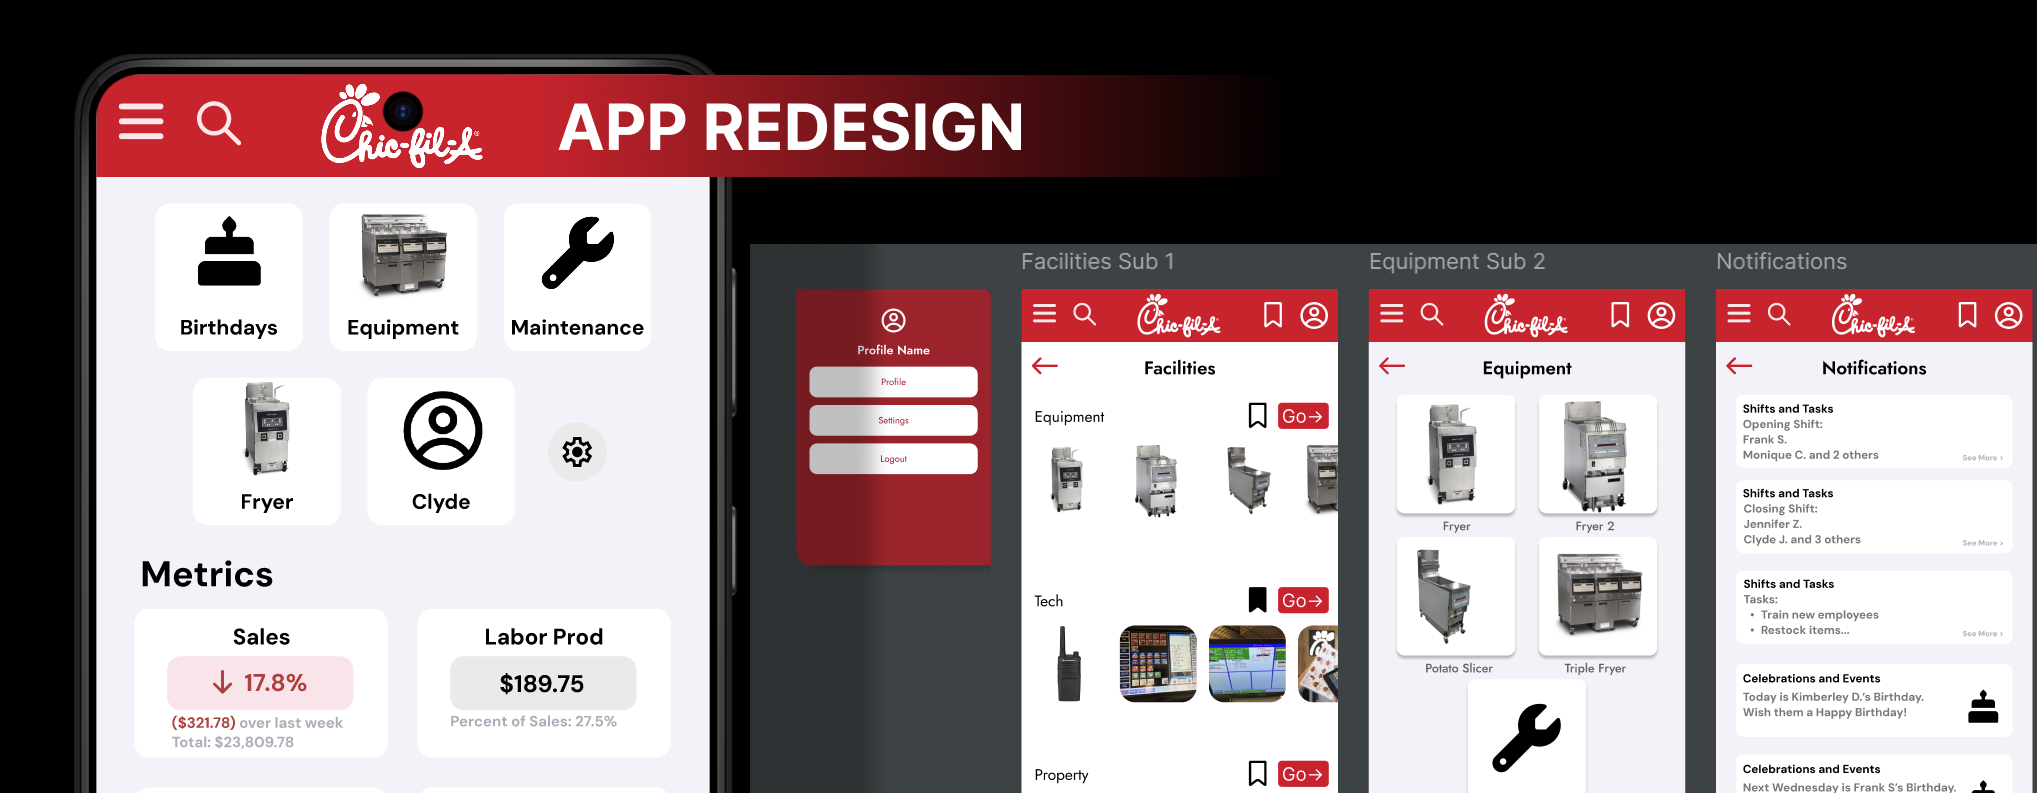 Chick-fil-A
APP REDESIGN
Birthdays
Equipment
Maintenance
Fryer
Clyde
Metrics
Sales
↓ 17.8%
($321.78) over last week
Total: $23,809.78
Labor Prod
$189.75
Percent of Sales: 27.5%
Profile Name
Profile
Settings
Logout
Facilities Sub 1
Chick-fil-A
Facilities
Equipment
Go→
Tech
Go→
Property
Go→
Equipment Sub 2
Chick-fil-A
Equipment
Fryer
Fryer 2
Potato Slicer
Triple Fryer
Notifications
Chick-fil-A
Notifications
Shifts and Tasks
Opening Shift:
Frank S.
Monique C. and 2 others
See More >
Shifts and Tasks
Closing Shift:
Jennifer Z.
Clyde J. and 3 others
See More >
Shifts and Tasks
Tasks:
• Train new employees
• Restock items...
See More >
Celebrations and Events
Today is Kimberley D.'s Birthday.
Wish them a Happy Birthday!
Celebrations and Events
Next Wednesday is Frank S's Birthday.